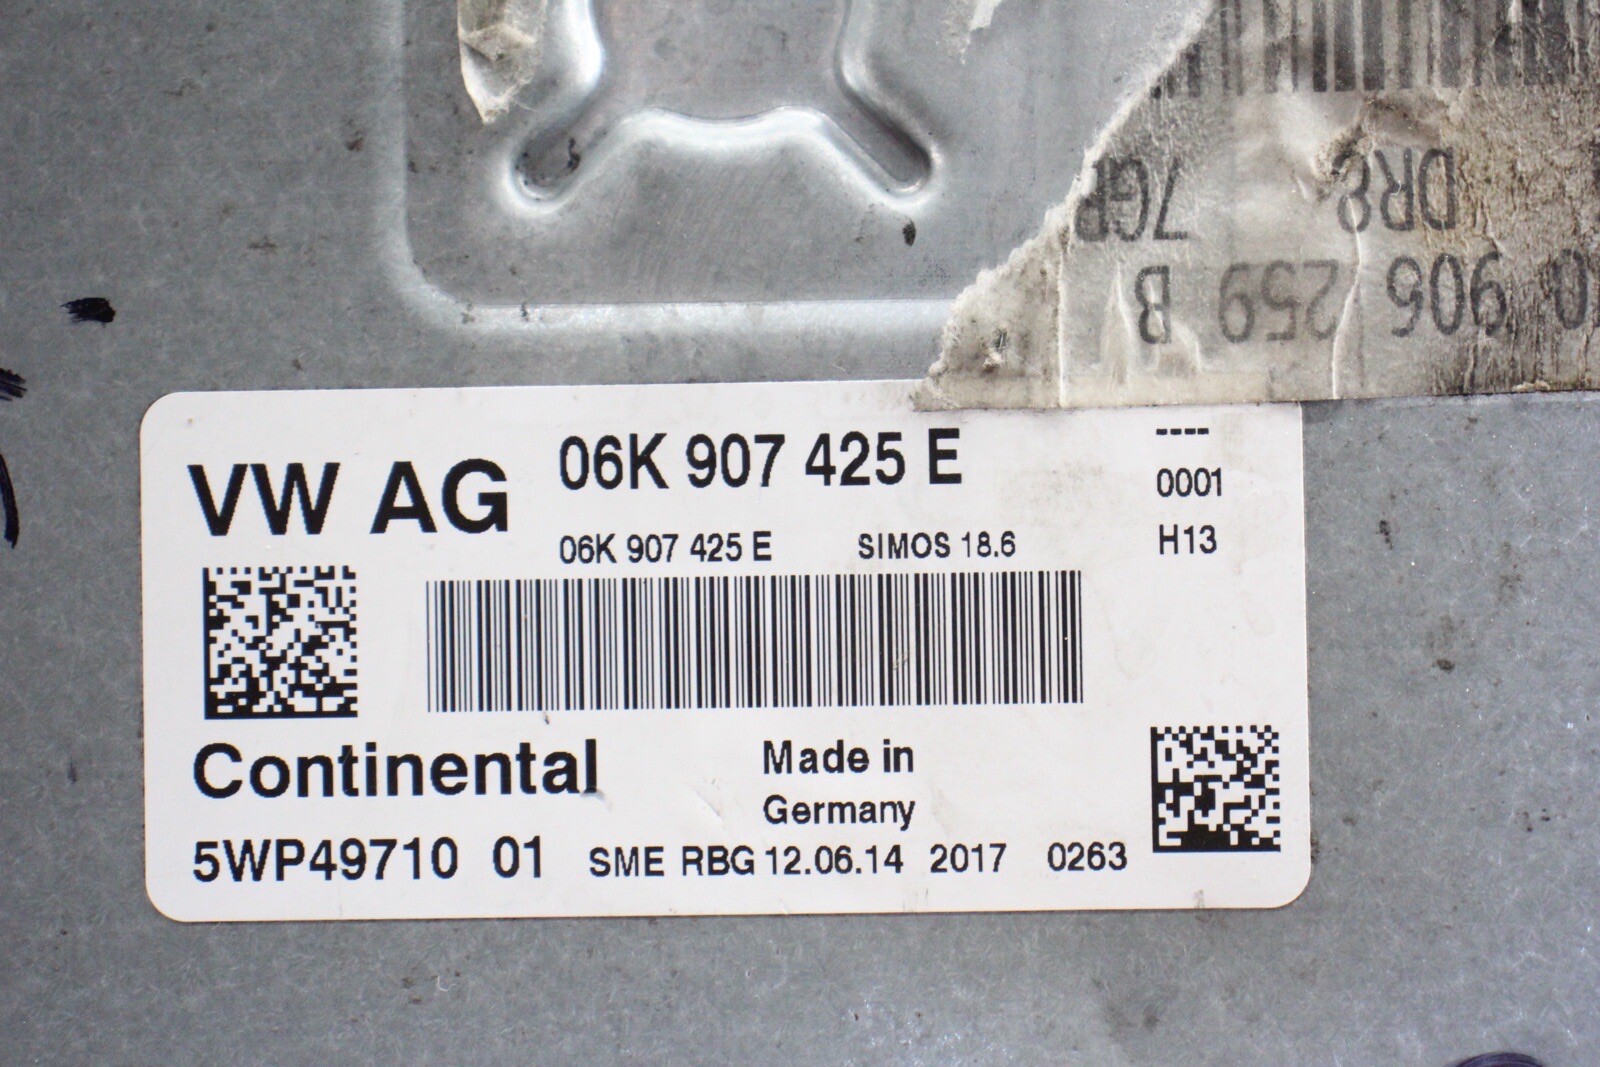 DR8 7GP
906 259 B
VW AG
06K 907 425 E
----
0001
06K 907 425 E SIMOS 18.6
H13
Continental
Made in
Germany
5WP49710 01 SME RBG 12.06.14 2017 0263